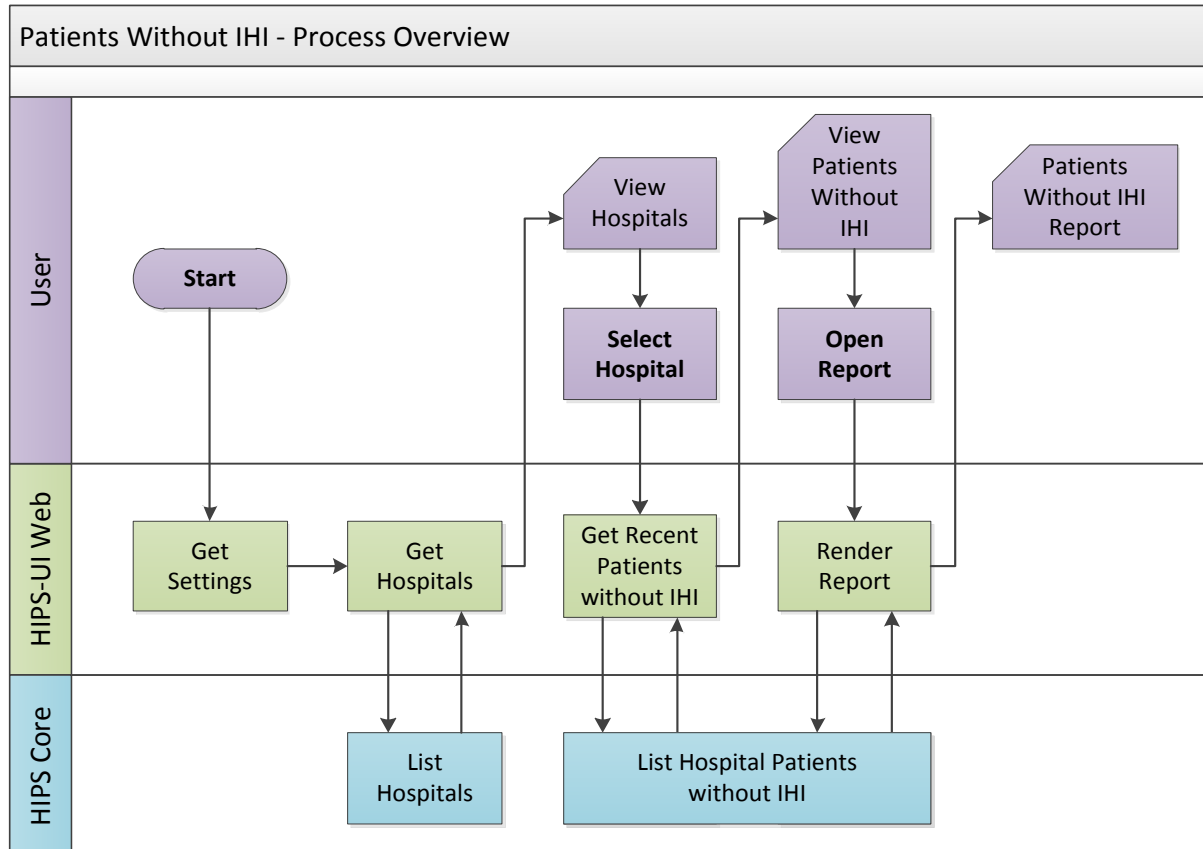 Patients Without IHI - Process Overview
User
View
Hospitals
View
Patients
Without
IHI
Patients
Without IHI
Report
Start
Select
Hospital
Open
Report
HIPS-UI Web
Get
Settings
Get
Hospitals
Get Recent
Patients
without IHI
Render
Report
HIPS Core
List
Hospitals
List Hospital Patients
without IHI